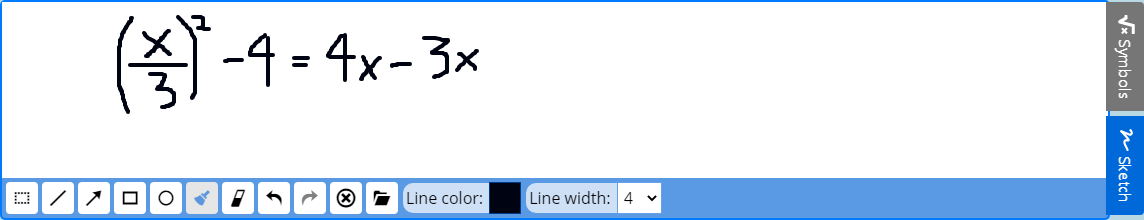 (x/3)² - 4 = 4x - 3x
√x Symbols
Sketch
Line color:
Line width: 4